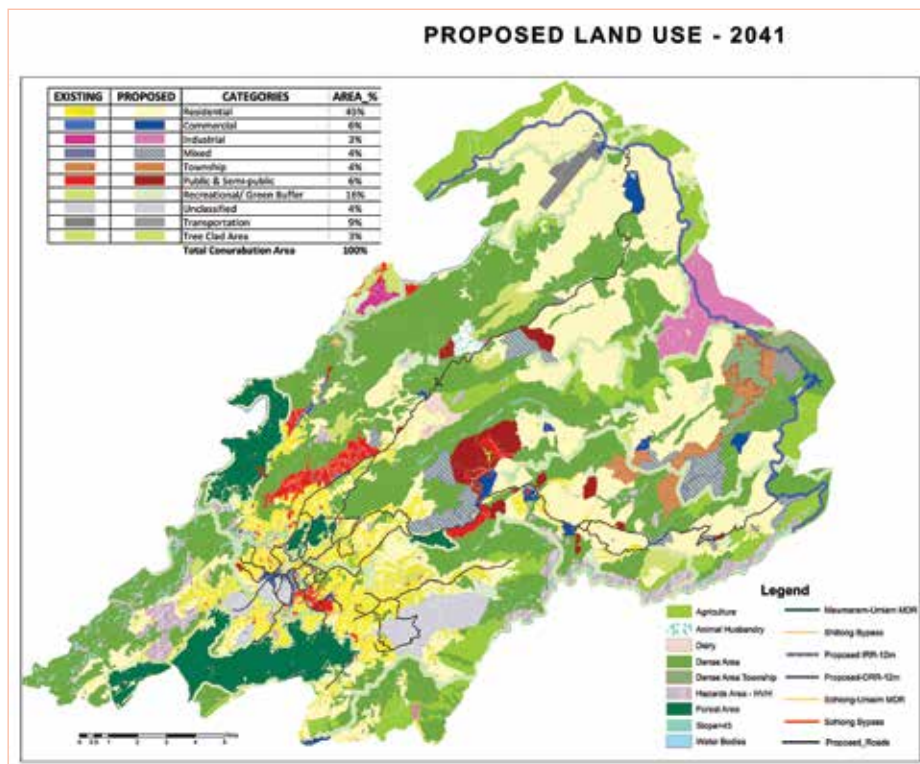 PROPOSED LAND USE - 2041
EXISTING PROPOSED CATEGORIES AREA_%
Residential 45%
Commercial 6%
Industrial 3%
Mixed 4%
Township 4%
Public & Semi-public 6%
Recreational/ Green Buffer 16%
Unclassified 4%
Transportation 9%
Tree Clad Area 3%
Total Conurabation Area 100%
Legend
Agriculture
Animal Husbandry
Dairy
Dense Area
Dense Area Township
Hazards Area - HVH
Forest Area
Slope>45
Water Bodies
Mawmaram-Umiam MDR
Shillong Bypass
Proposed IRR-12m
Proposed-ORR-12m
Sohiong-Umiam MDR
Sohiong Bypass
Proposed_Roads